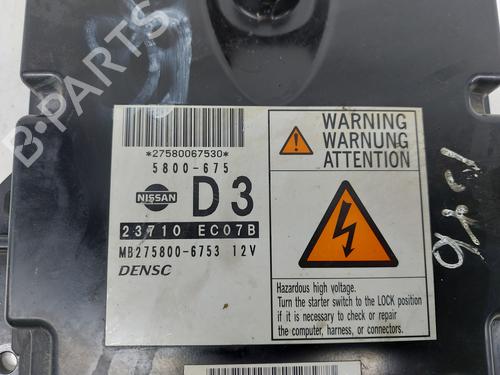 B-PARTS
*27580067530*
5800-675
NISSAN
D3
23710 EC07B
MB275800-6753 12V
DENSC
WARNING
WARNUNG
ATTENTION
Hazardous high voltage.
Turn the starter switch to the LOCK position
if it is necessary to check or repair
the computer, harness, or connectors.